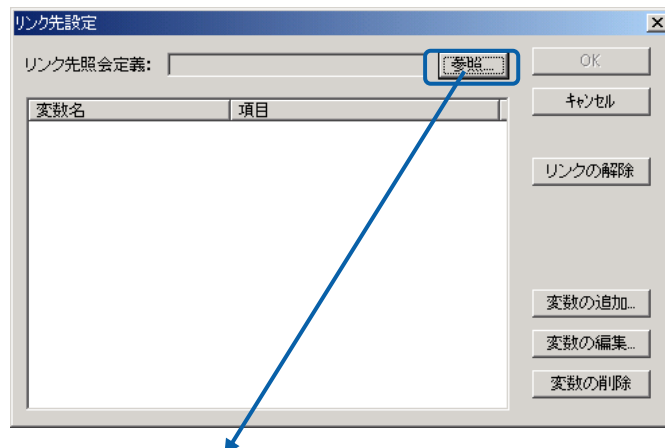 リンク先設定
リンク先照会定義:
参照...
OK
キャンセル
変数名 項目
リンクの解除
変数の追加...
変数の編集...
変数の削除